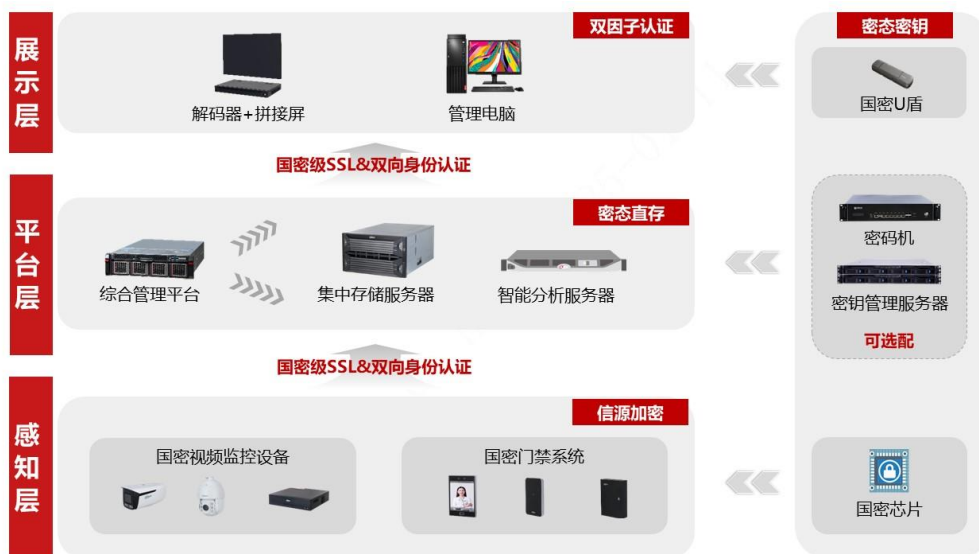 展示层
双因子认证
解码器+拼接屏
管理电脑
国密级SSL&双向身份认证
平台层
密态直存
综合管理平台
集中存储服务器
智能分析服务器
国密级SSL&双向身份认证
感知层
信源加密
国密视频监控设备
国密门禁系统
密态密钥
国密U盾
密码机
密钥管理服务器
可选配
国密芯片